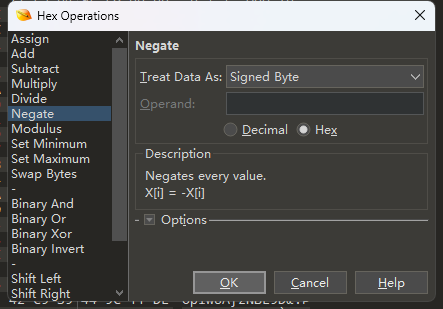 Hex Operations
Assign
Add
Subtract
Multiply
Divide
Negate
Modulus
Set Minimum
Set Maximum
Swap Bytes
-
Binary And
Binary Or
Binary Xor
Binary Invert
-
Shift Left
Shift Right
Negate
Treat Data As: Signed Byte
Operand:
Decimal Hex
Description
Negates every value.
X[i] = -X[i]
Options
OK Cancel Help